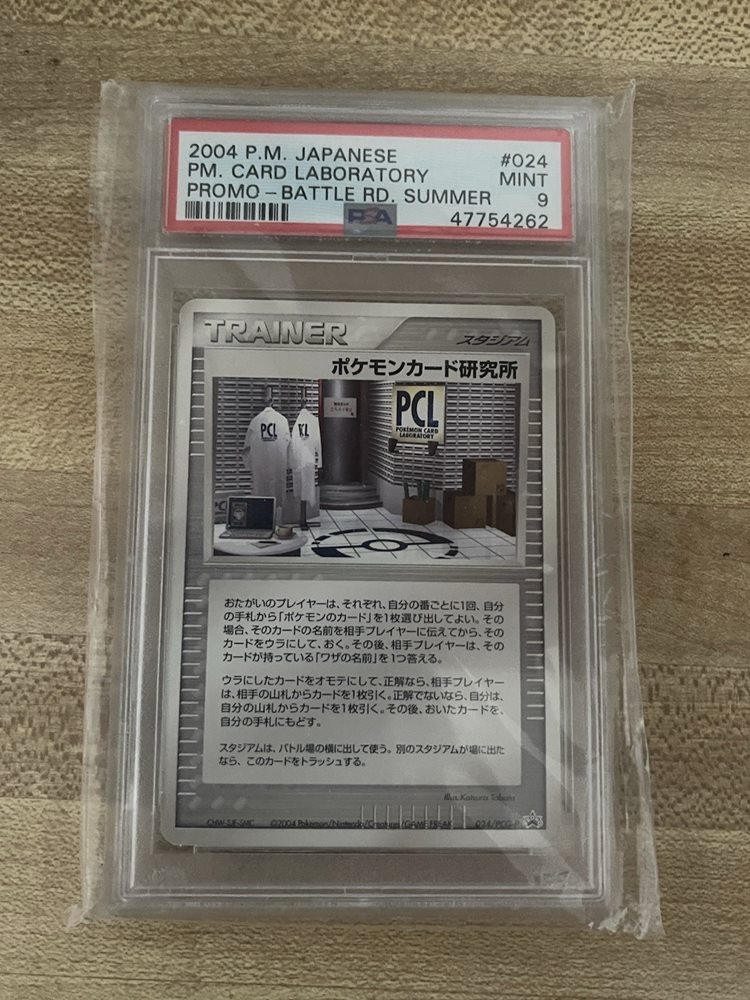 2004 P.M. JAPANESE #024
PM. CARD LABORATORY MINT
PROMO - BATTLE RD. SUMMER 9
PSA 47754262
TRAINER スタジアム
ポケモンカード研究所
PCL
PCL
POKÉMON CARD
LABORATORY
おたがいのプレイヤーは、それぞれ、自分の番ごとに1回、自分
の手札から「ポケモンのカード」を1枚選び出してよい。その
場合、そのカードの名前を相手プレイヤーに伝えてから、その
カードをウラにして、おく。その後、相手プレイヤーは、その
カードが持っている「ワザの名前」を1つ答える。
ウラにしたカードをオモテにして、正解なら、相手プレイヤー
は、相手の山札からカードを1枚引く。正解でないなら、自分は、
自分の山札からカードを1枚引く。その後、おいたカードを、
自分の手札にもどす。
スタジアムは、バトル場の横に出して使う。別のスタジアムが場に出た
なら、このカードをトラッシュする。
Illus. Katsura Tabata
©2004 Pokémon/Nintendo/Creatures/GAME FREAK 024/PCG-P